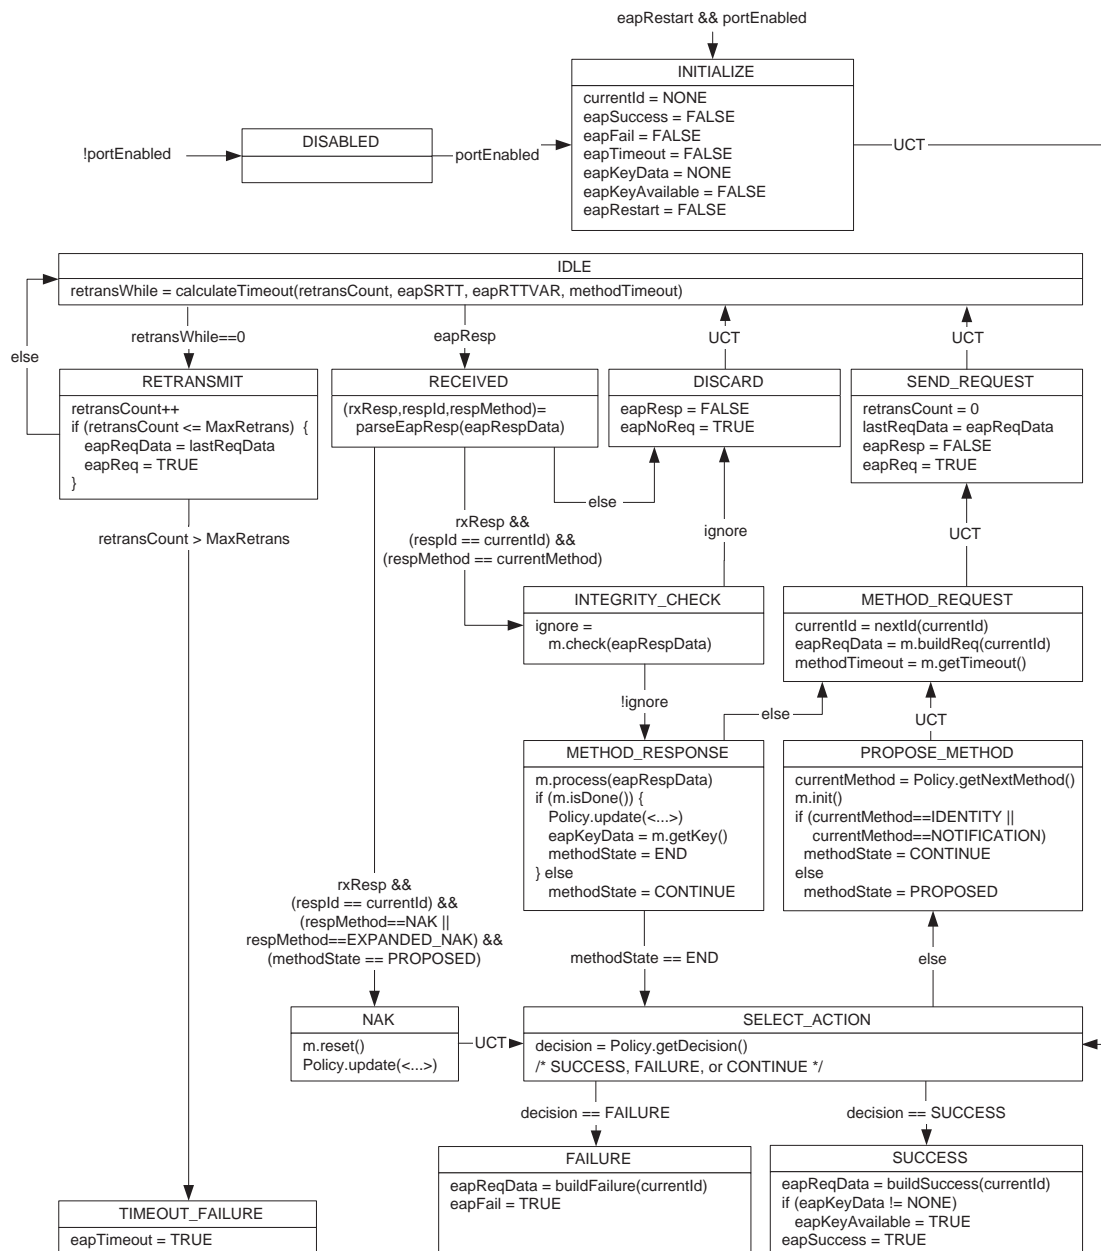 eapRestart && portEnabled
INITIALIZE
currentId = NONE
eapSuccess = FALSE
eapFail = FALSE
eapTimeout = FALSE
eapKeyData = NONE
eapKeyAvailable = FALSE
eapRestart = FALSE
!portEnabled
DISABLED
portEnabled
UCT
IDLE
retransWhile = calculateTimeout(retransCount, eapSRTT, eapRTTVAR, methodTimeout)
else
retransWhile==0
eapResp
UCT
UCT
RETRANSMIT
retransCount++
if (retransCount <= MaxRetrans) {
eapReqData = lastReqData
eapReq = TRUE
}
RECEIVED
(rxResp,respId,respMethod)=
parseEapResp(eapRespData)
DISCARD
eapResp = FALSE
eapNoReq = TRUE
SEND_REQUEST
retransCount = 0
lastReqData = eapReqData
eapResp = FALSE
eapReq = TRUE
retransCount > MaxRetrans
rxResp &&
(respId == currentId) &&
(respMethod == currentMethod)
else
ignore
UCT
INTEGRITY_CHECK
ignore =
m.check(eapRespData)
METHOD_REQUEST
currentId = nextId(currentId)
eapReqData = m.buildReq(currentId)
methodTimeout = m.getTimeout()
!ignore
else
UCT
METHOD_RESPONSE
m.process(eapRespData)
if (m.isDone()) {
Policy.update(<...>)
eapKeyData = m.getKey()
methodState = END
} else
methodState = CONTINUE
PROPOSE_METHOD
currentMethod = Policy.getNextMethod()
m.init()
if (currentMethod==IDENTITY ||
currentMethod==NOTIFICATION)
methodState = CONTINUE
else
methodState = PROPOSED
rxResp &&
(respId == currentId) &&
(respMethod==NAK ||
respMethod==EXPANDED_NAK) &&
(methodState == PROPOSED)
methodState == END
else
NAK
m.reset()
Policy.update(<...>)
UCT
SELECT_ACTION
decision = Policy.getDecision()
/* SUCCESS, FAILURE, or CONTINUE */
decision == FAILURE
decision == SUCCESS
FAILURE
eapReqData = buildFailure(currentId)
eapFail = TRUE
SUCCESS
eapReqData = buildSuccess(currentId)
if (eapKeyData != NONE)
eapKeyAvailable = TRUE
eapSuccess = TRUE
TIMEOUT_FAILURE
eapTimeout = TRUE